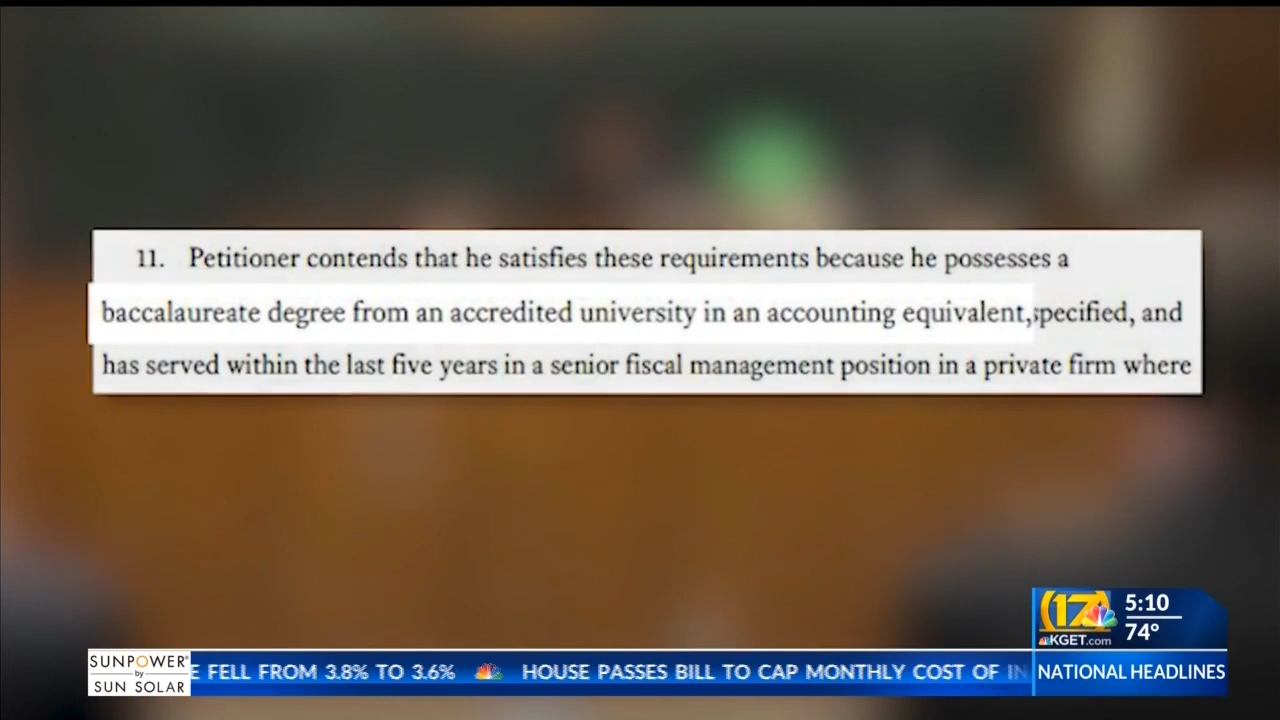 11. Petitioner contends that he satisfies these requirements because he possesses a
baccalaureate degree from an accredited university in an accounting equivalent, specified, and
has served within the last five years in a senior fiscal management position in a private firm where
17
KGET.com
5:10
74°
SUNPOWER®
by
SUN SOLAR
E FELL FROM 3.8% TO 3.6% HOUSE PASSES BILL TO CAP MONTHLY COST OF IN
NATIONAL HEADLINES